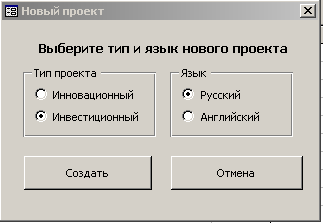 Новый проект
Выберите тип и язык нового проекта
Тип проекта
Инновационный
Инвестиционный
Язык
Русский
Английский
Создать
Отмена